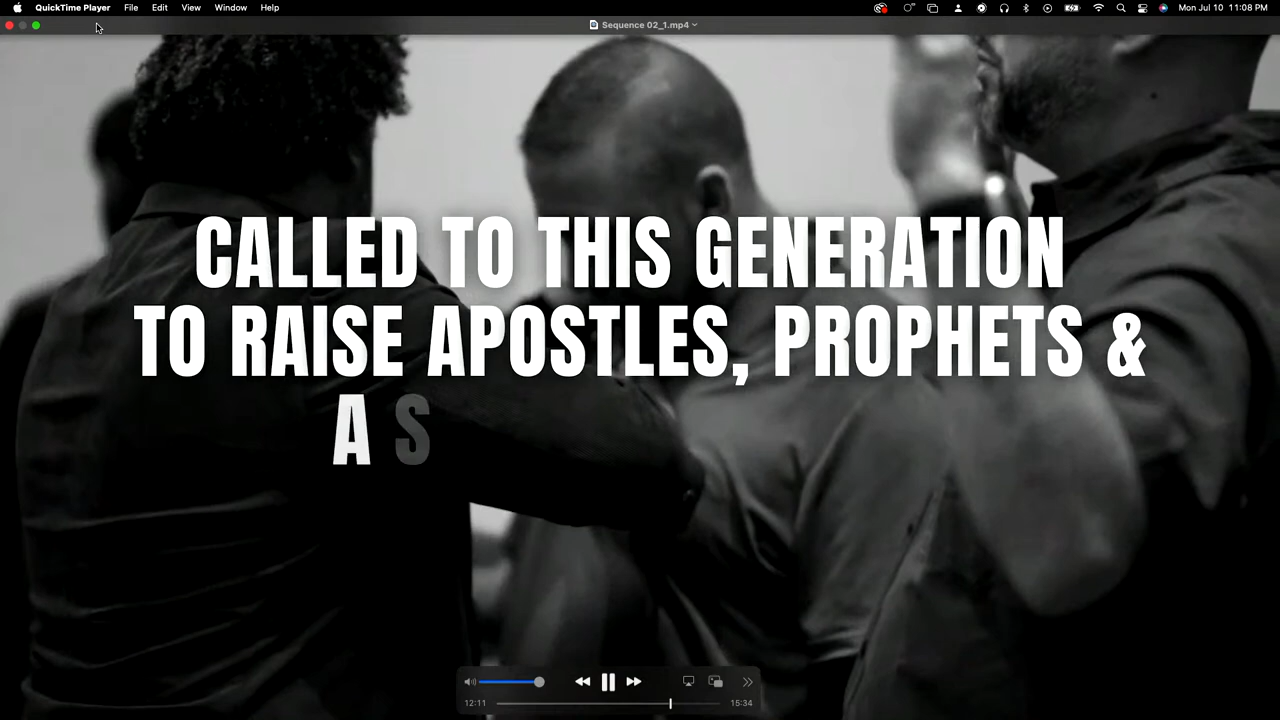 QuickTime Player File Edit View Window Help Mon Jul 10 11:08 PM
Sequence 02_1.mp4
CALLED TO THIS GENERATION
TO RAISE APOSTLES, PROPHETS &
A S
12:11 15:34